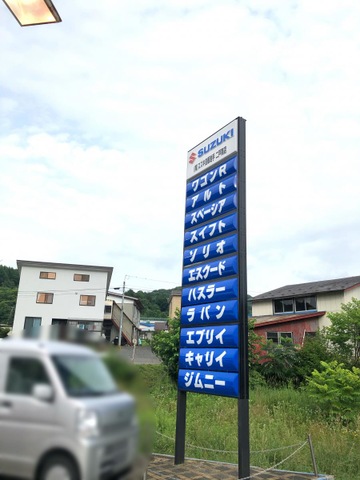 SUZUKI
ワゴンR
アルト
スペーシア
スイフト
ソリオ
エスクード
ハスラー
ラパン
エブリイ
キャリイ
ジムニー